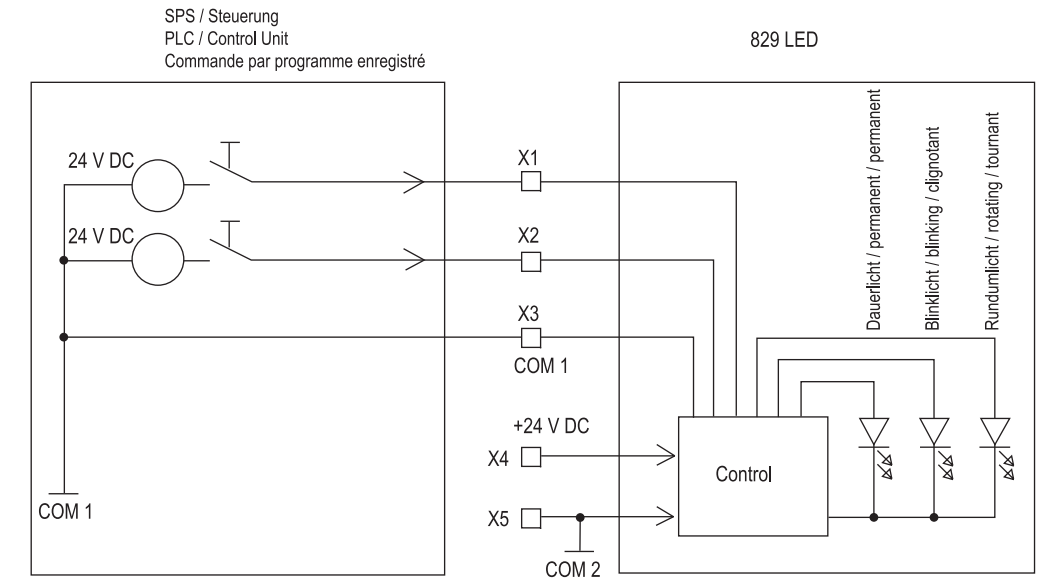 SPS / Steuerung
PLC / Control Unit
Commande par programme enregistré
829 LED
24 V DC
X1
24 V DC
X2
X3
COM 1
+24 V DC
X4
X5
COM 1
COM 2
Control
Dauerlicht / permanent / permanent
Blinklicht / blinking / clignotant
Rundumlicht / rotating / tournant